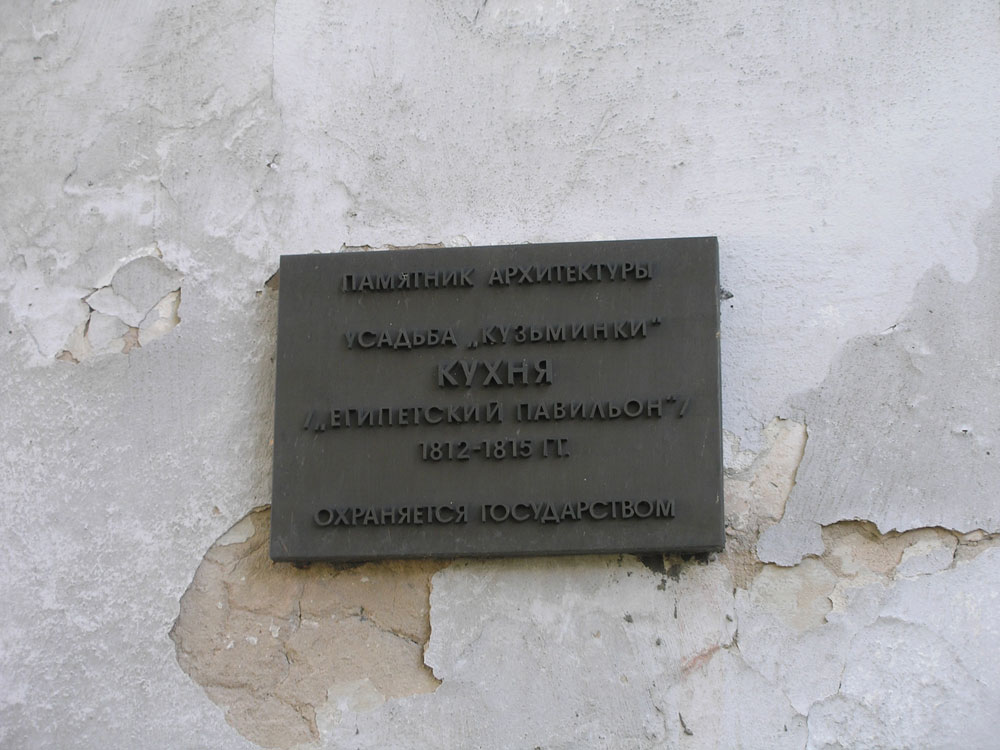 ПАМЯТНИК АРХИТЕКТУРЫ
УСАДЬБА „КУЗЬМИНКИ“
КУХНЯ
/„ЕГИПЕТСКИЙ ПАВИЛЬОН“/
1812-1815 ГГ.
ОХРАНЯЕТСЯ ГОСУДАРСТВОМ